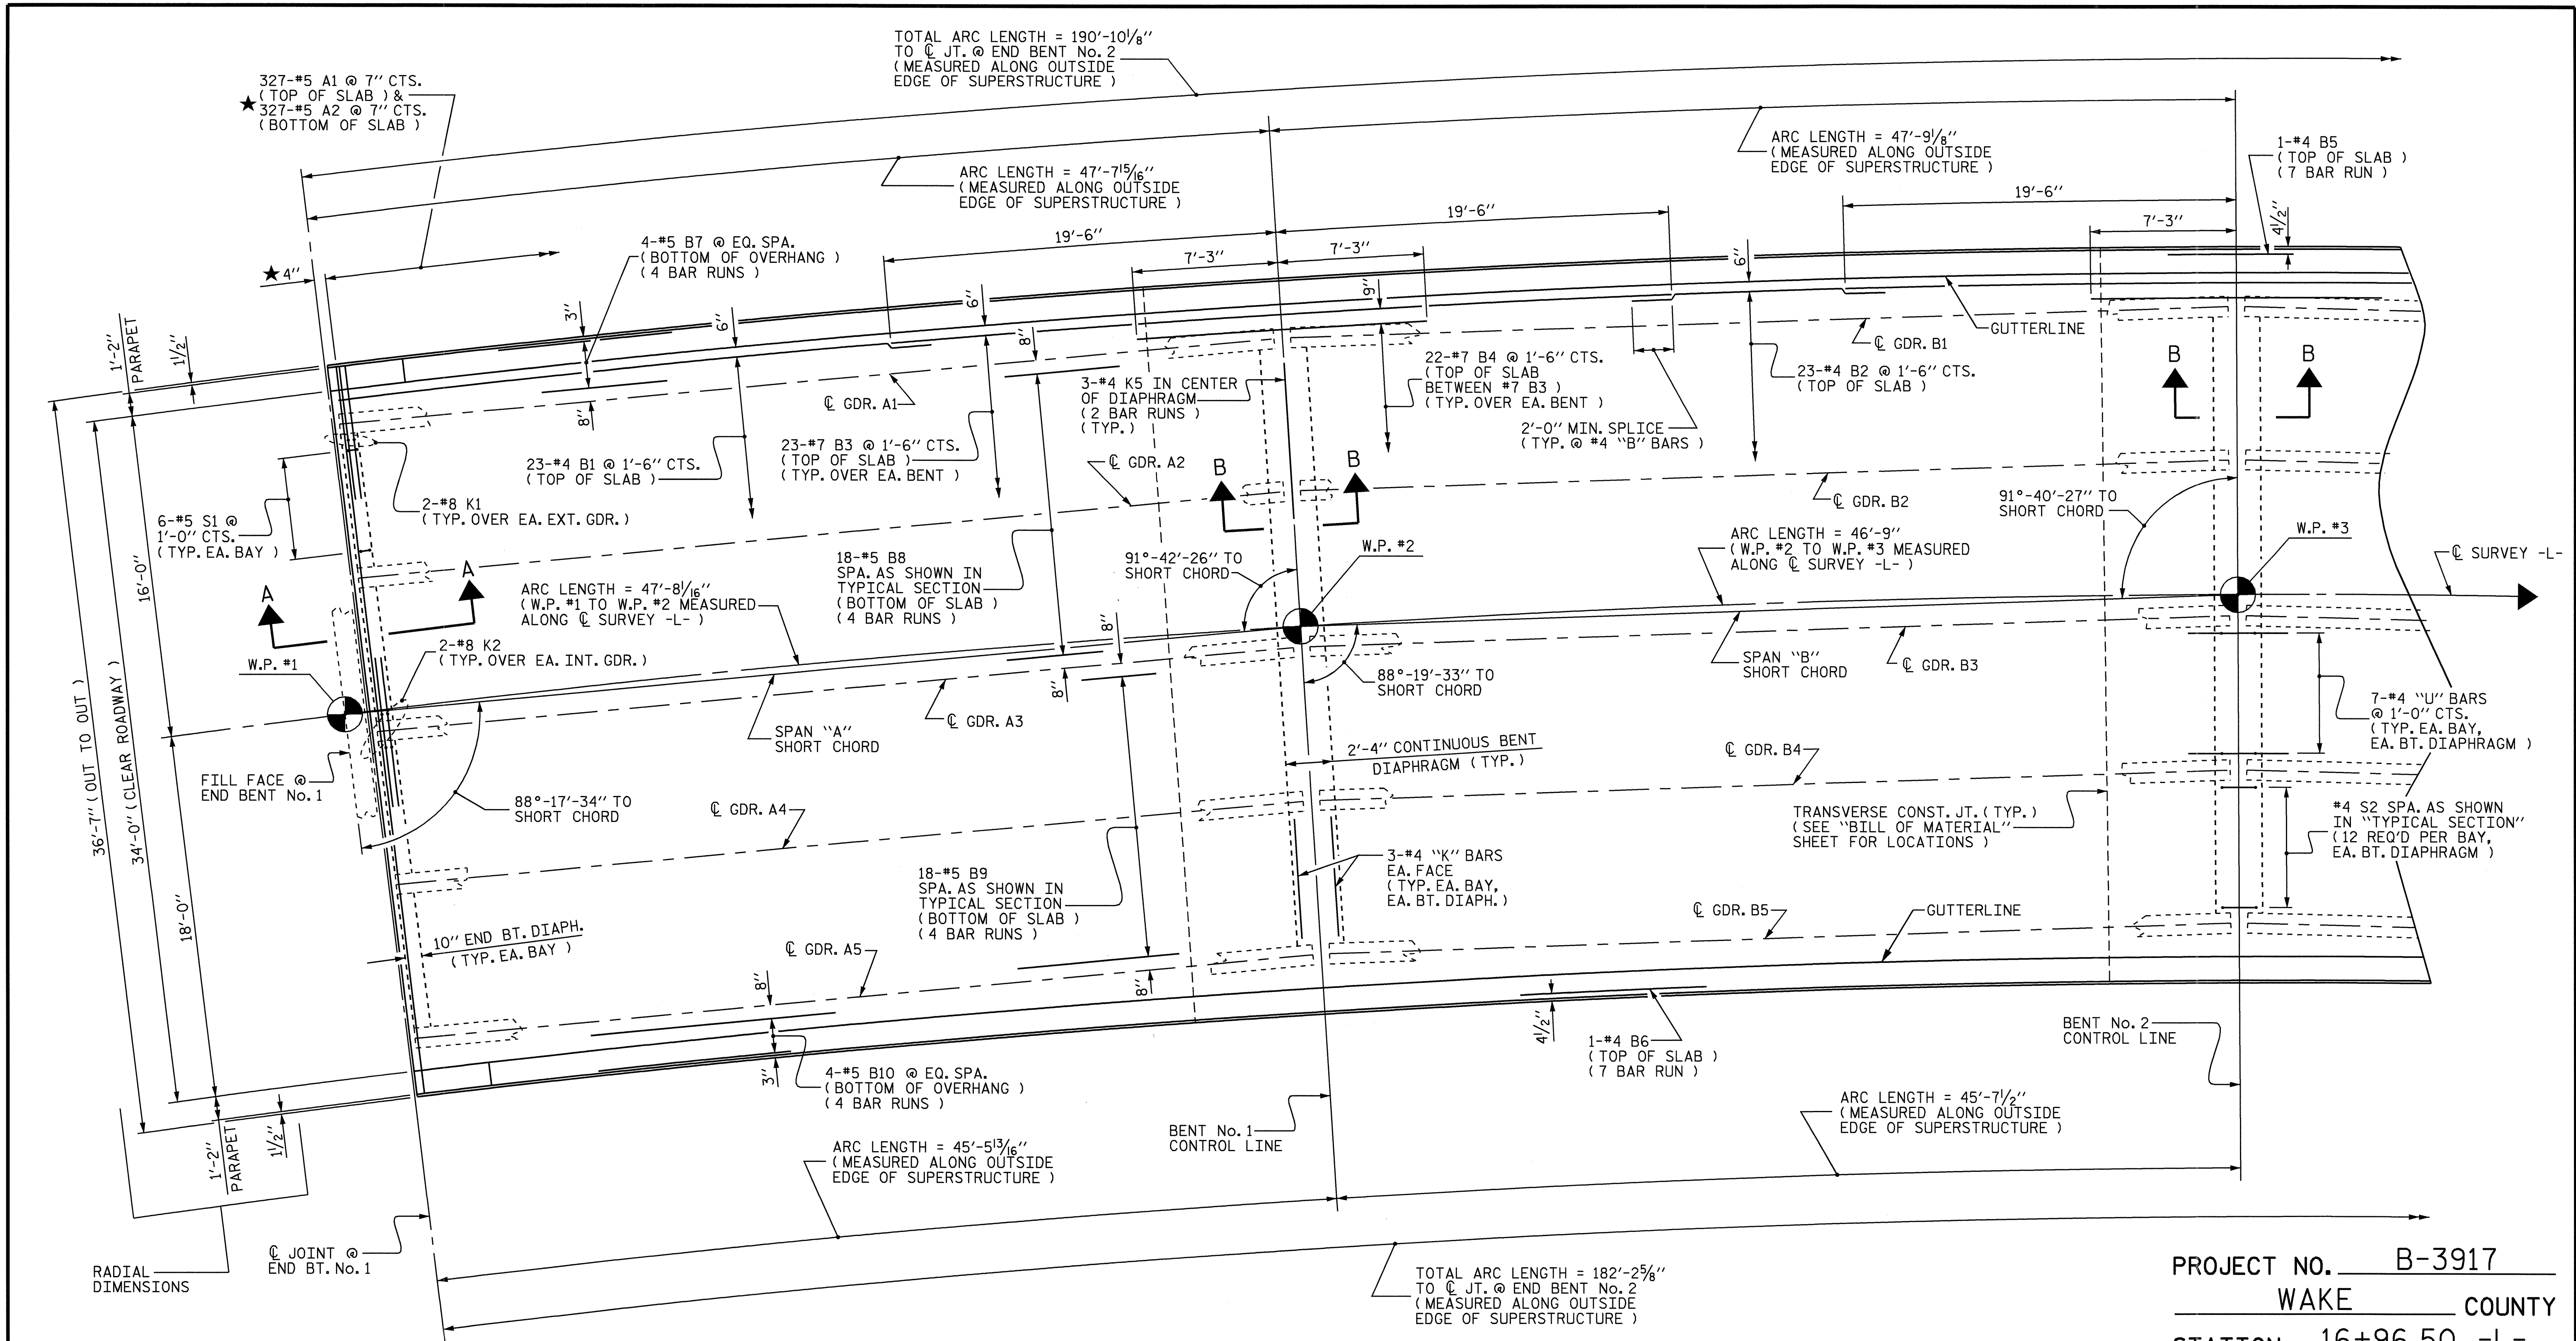 TOTAL ARC LENGTH = 190'-10⅛"
TO ℄ JT. @ END BENT No. 2
( MEASURED ALONG OUTSIDE
EDGE OF SUPERSTRUCTURE )
327-#5 A1 @ 7" CTS.
( TOP OF SLAB ) &
★ 327-#5 A2 @ 7" CTS.
( BOTTOM OF SLAB )
ARC LENGTH = 47'-7 15/16"
( MEASURED ALONG OUTSIDE
EDGE OF SUPERSTRUCTURE )
ARC LENGTH = 47'-9⅛"
( MEASURED ALONG OUTSIDE
EDGE OF SUPERSTRUCTURE )
1-#4 B5
( TOP OF SLAB )
( 7 BAR RUN )
4½"
19'-6"
19'-6"
19'-6"
7'-3"
7'-3"
7'-3"
4-#5 B7 @ EQ. SPA.
( BOTTOM OF OVERHANG )
( 4 BAR RUNS )
★ 4"
3"
6"
6"
8"
9"
6"
8"
1'-2"
PARAPET
1½"
GUTTERLINE
℄ GDR. B1
℄ GDR. A1
22-#7 B4 @ 1'-6" CTS.
( TOP OF SLAB
BETWEEN #7 B3 )
( TYP. OVER EA. BENT )
23-#4 B2 @ 1'-6" CTS.
( TOP OF SLAB )
B
B
3-#4 K5 IN CENTER
OF DIAPHRAGM
( 2 BAR RUNS )
( TYP. )
2'-0" MIN. SPLICE
( TYP. @ #4 "B" BARS )
23-#7 B3 @ 1'-6" CTS.
( TOP OF SLAB )
( TYP. OVER EA. BENT )
23-#4 B1 @ 1'-6" CTS.
( TOP OF SLAB )
℄ GDR. A2
B
B
℄ GDR. B2
91°-40'-27" TO
SHORT CHORD
2-#8 K1
( TYP. OVER EA. EXT. GDR. )
6-#5 S1 @
1'-0" CTS.
( TYP. EA. BAY )
W.P. #3
W.P. #2
ARC LENGTH = 46'-9"
( W.P. #2 TO W.P. #3 MEASURED
ALONG ℄ SURVEY -L- )
℄ SURVEY -L-
18-#5 B8
SPA. AS SHOWN IN
TYPICAL SECTION
( BOTTOM OF SLAB )
( 4 BAR RUNS )
91°-42'-26" TO
SHORT CHORD
A
A
ARC LENGTH = 47'-8 1/16"
( W.P. #1 TO W.P. #2 MEASURED
ALONG ℄ SURVEY -L- )
16'-0"
2-#8 K2
( TYP. OVER EA. INT. GDR. )
8"
8"
W.P. #1
88°-19'-33" TO
SHORT CHORD
SPAN "B"
SHORT CHORD
℄ GDR. B3
7-#4 "U" BARS
@ 1'-0" CTS.
( TYP. EA. BAY,
EA. BT. DIAPHRAGM )
℄ GDR. A3
SPAN "A"
SHORT CHORD
36'-7" ( OUT TO OUT )
34'-0" ( CLEAR ROADWAY )
2'-4" CONTINUOUS BENT
DIAPHRAGM ( TYP. )
℄ GDR. B4
FILL FACE @
END BENT No. 1
88°-17'-34" TO
SHORT CHORD
℄ GDR. A4
TRANSVERSE CONST. JT. ( TYP. )
( SEE "BILL OF MATERIAL"
SHEET FOR LOCATIONS )
#4 S2 SPA. AS SHOWN
IN "TYPICAL SECTION"
( 12 REQ'D PER BAY,
EA. BT. DIAPHRAGM )
3-#4 "K" BARS
EA. FACE
( TYP. EA. BAY,
EA. BT. DIAPH. )
18-#5 B9
SPA. AS SHOWN IN
TYPICAL SECTION
( BOTTOM OF SLAB )
( 4 BAR RUNS )
18'-0"
10" END BT. DIAPH.
( TYP. EA. BAY )
℄ GDR. A5
℄ GDR. B5
GUTTERLINE
8"
8"
3"
4½"
4-#5 B10 @ EQ. SPA.
( BOTTOM OF OVERHANG )
( 4 BAR RUNS )
1-#4 B6
( TOP OF SLAB )
( 7 BAR RUN )
BENT No. 2
CONTROL LINE
1½"
1'-2"
PARAPET
BENT No. 1
CONTROL LINE
ARC LENGTH = 45'-5 13/16"
( MEASURED ALONG OUTSIDE
EDGE OF SUPERSTRUCTURE )
ARC LENGTH = 45'-7½"
( MEASURED ALONG OUTSIDE
EDGE OF SUPERSTRUCTURE )
RADIAL
DIMENSIONS
℄ JOINT @
END BT. No. 1
TOTAL ARC LENGTH = 182'-2⅝"
TO ℄ JT. @ END BENT No. 2
( MEASURED ALONG OUTSIDE
EDGE OF SUPERSTRUCTURE )
PROJECT NO. B-3917
WAKE COUNTY
STATION 16+96.50 -L-